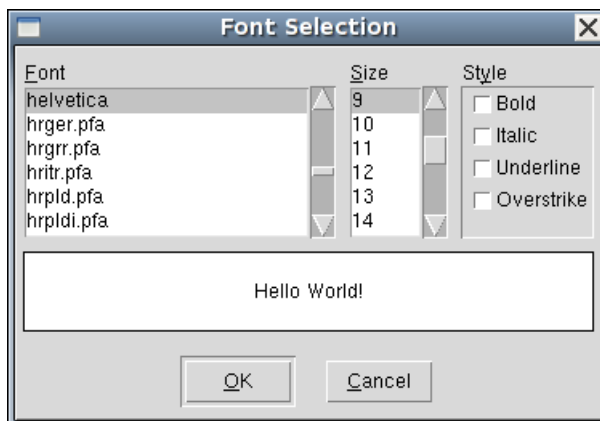 Font Selection
Font
helvetica
hrger.pfa
hrgrr.pfa
hritr.pfa
hrpld.pfa
hrpldi.pfa
Size
9
10
11
12
13
14
Style
Bold
Italic
Underline
Overstrike
Hello World!
OK
Cancel